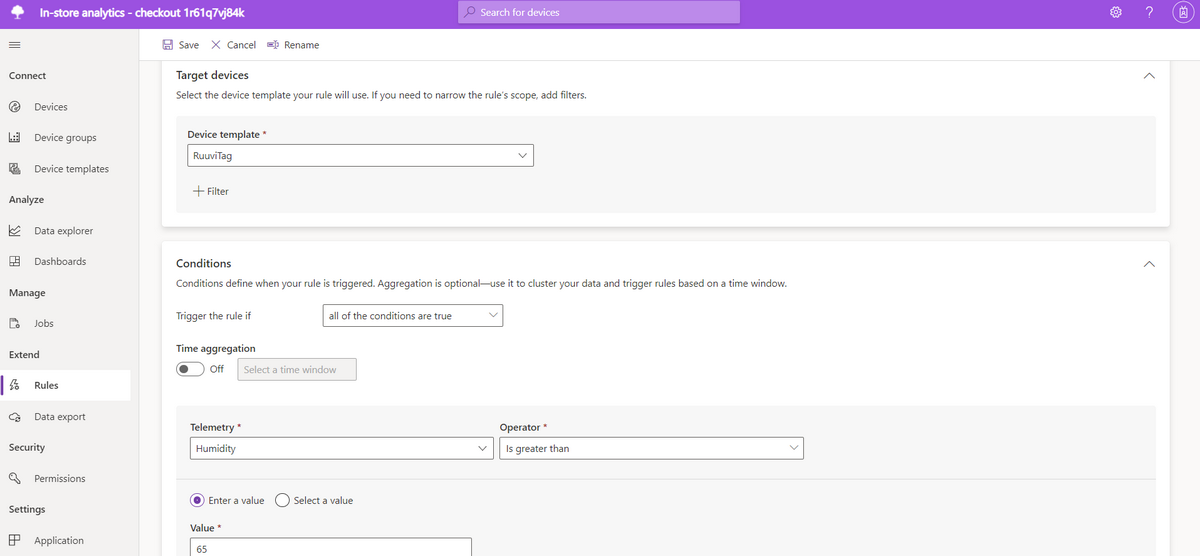 In-store analytics - checkout 1r61q7vj84k
Search for devices
?
Save
Cancel
Rename
Connect
Devices
Device groups
Device templates
Analyze
Data explorer
Dashboards
Manage
Jobs
Extend
Rules
Data export
Security
Permissions
Settings
Application
Target devices
Select the device template your rule will use. If you need to narrow the rule's scope, add filters.
Device template *
RuuviTag
Filter
Conditions
Conditions define when your rule is triggered. Aggregation is optional—use it to cluster your data and trigger rules based on a time window.
Trigger the rule if
all of the conditions are true
Time aggregation
Off
Select a time window
Telemetry *
Operator *
Humidity
Is greater than
Enter a value
Select a value
Value *
65